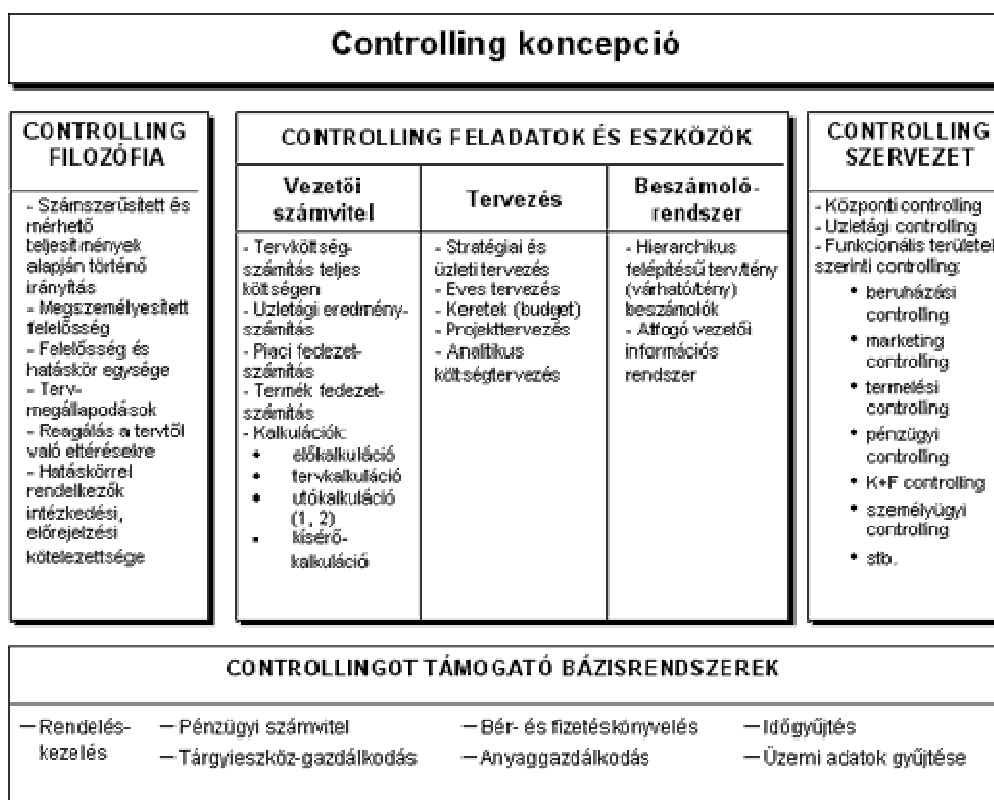 Controlling koncepció
CONTROLLING
FILOZÓFIA
- Számszerűsített és
mérhető
teljesítmények
alapján történő
irányítás
- Megszemélyesített
felelősség
- Felelősség és
hatáskör egysége
- Terv-
megállapodások
- Reagálás a tervtől
való eltérésekre
- Hatáskörrel
rendelkezők
intézkedési,
előrejelzési
kötelezettsége
CONTROLLING FELADATOK ÉS ESZKÖZÖK
Vezetői
számvitel
- Tervköltség-
számítás teljes
költségen
- Üzletági eredmény-
számítás
- Piaci fedezet-
számítás
- Termék fedezet-
számítás
- Kalkulációk:
• előkalkuláció
• tervkalkuláció
• utókalkuláció
(1, 2)
• kísérő-
kalkuláció
Tervezés
- Stratégiai és
üzleti tervezés
- Éves tervezés
- Keretek (budget)
- Projekttervezés
- Analitikus
költségtervezés
Beszámoló-
rendszer
- Hierarchikus
felépítésű terv/tény
(várható/tény)
beszámolók
- Átfogó vezetői
információs
rendszer
CONTROLLING
SZERVEZET
- Központi controlling
- Üzletági controlling
- Funkcionális területek
szerinti controlling:
• beruházási
controlling
• marketing
controlling
• termelési
controlling
• pénzügyi
controlling
• K+F controlling
• személyügyi
controlling
• stb.
CONTROLLINGOT TÁMOGATÓ BÁZISRENDSZEREK
— Rendelés-
kezelés
— Pénzügyi számvitel
— Tárgyieszköz-gazdálkodás
— Bér- és fizetéskönyvelés
— Anyaggazdálkodás
— Időgyűjtés
— Üzemi adatok gyűjtése